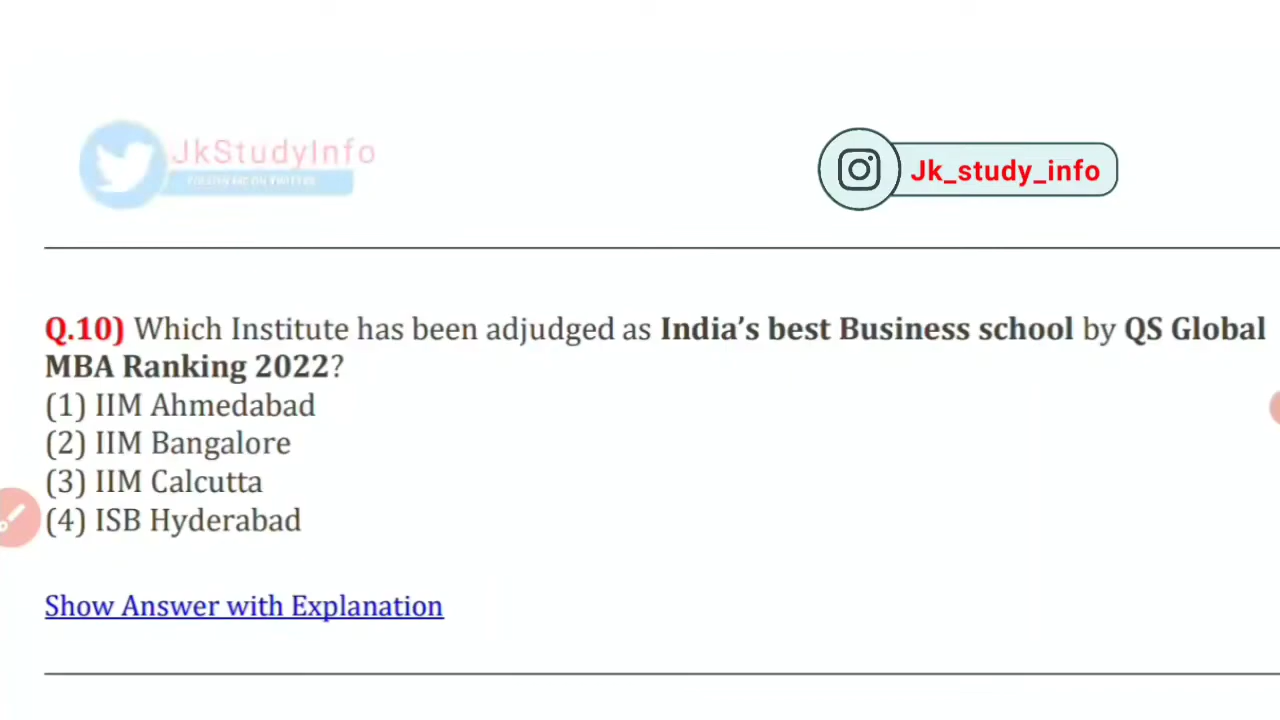 JkStudyInfo
Jk_study_info
Q.10) Which Institute has been adjudged as India’s best Business school by QS Global
MBA Ranking 2022?
(1) IIM Ahmedabad
(2) IIM Bangalore
(3) IIM Calcutta
(4) ISB Hyderabad
Show Answer with Explanation